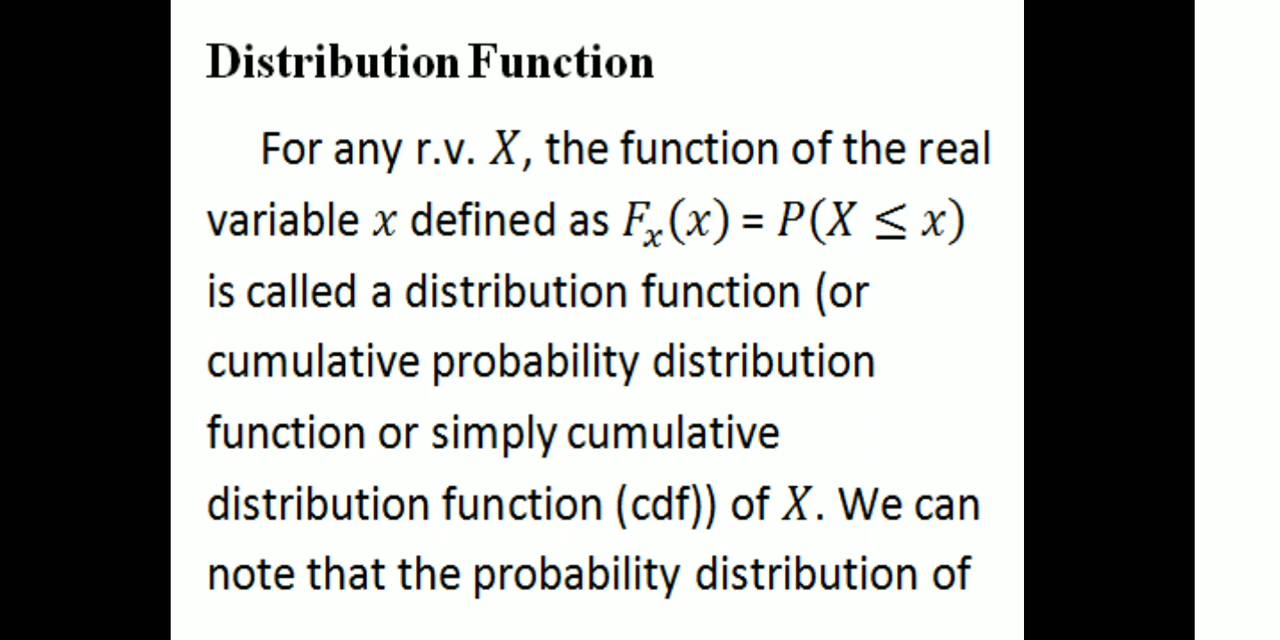 Distribution Function
For any r.v. X, the function of the real
variable x defined as Fₓ(x) = P(X ≤ x)
is called a distribution function (or
cumulative probability distribution
function or simply cumulative
distribution function (cdf)) of X. We can
note that the probability distribution of